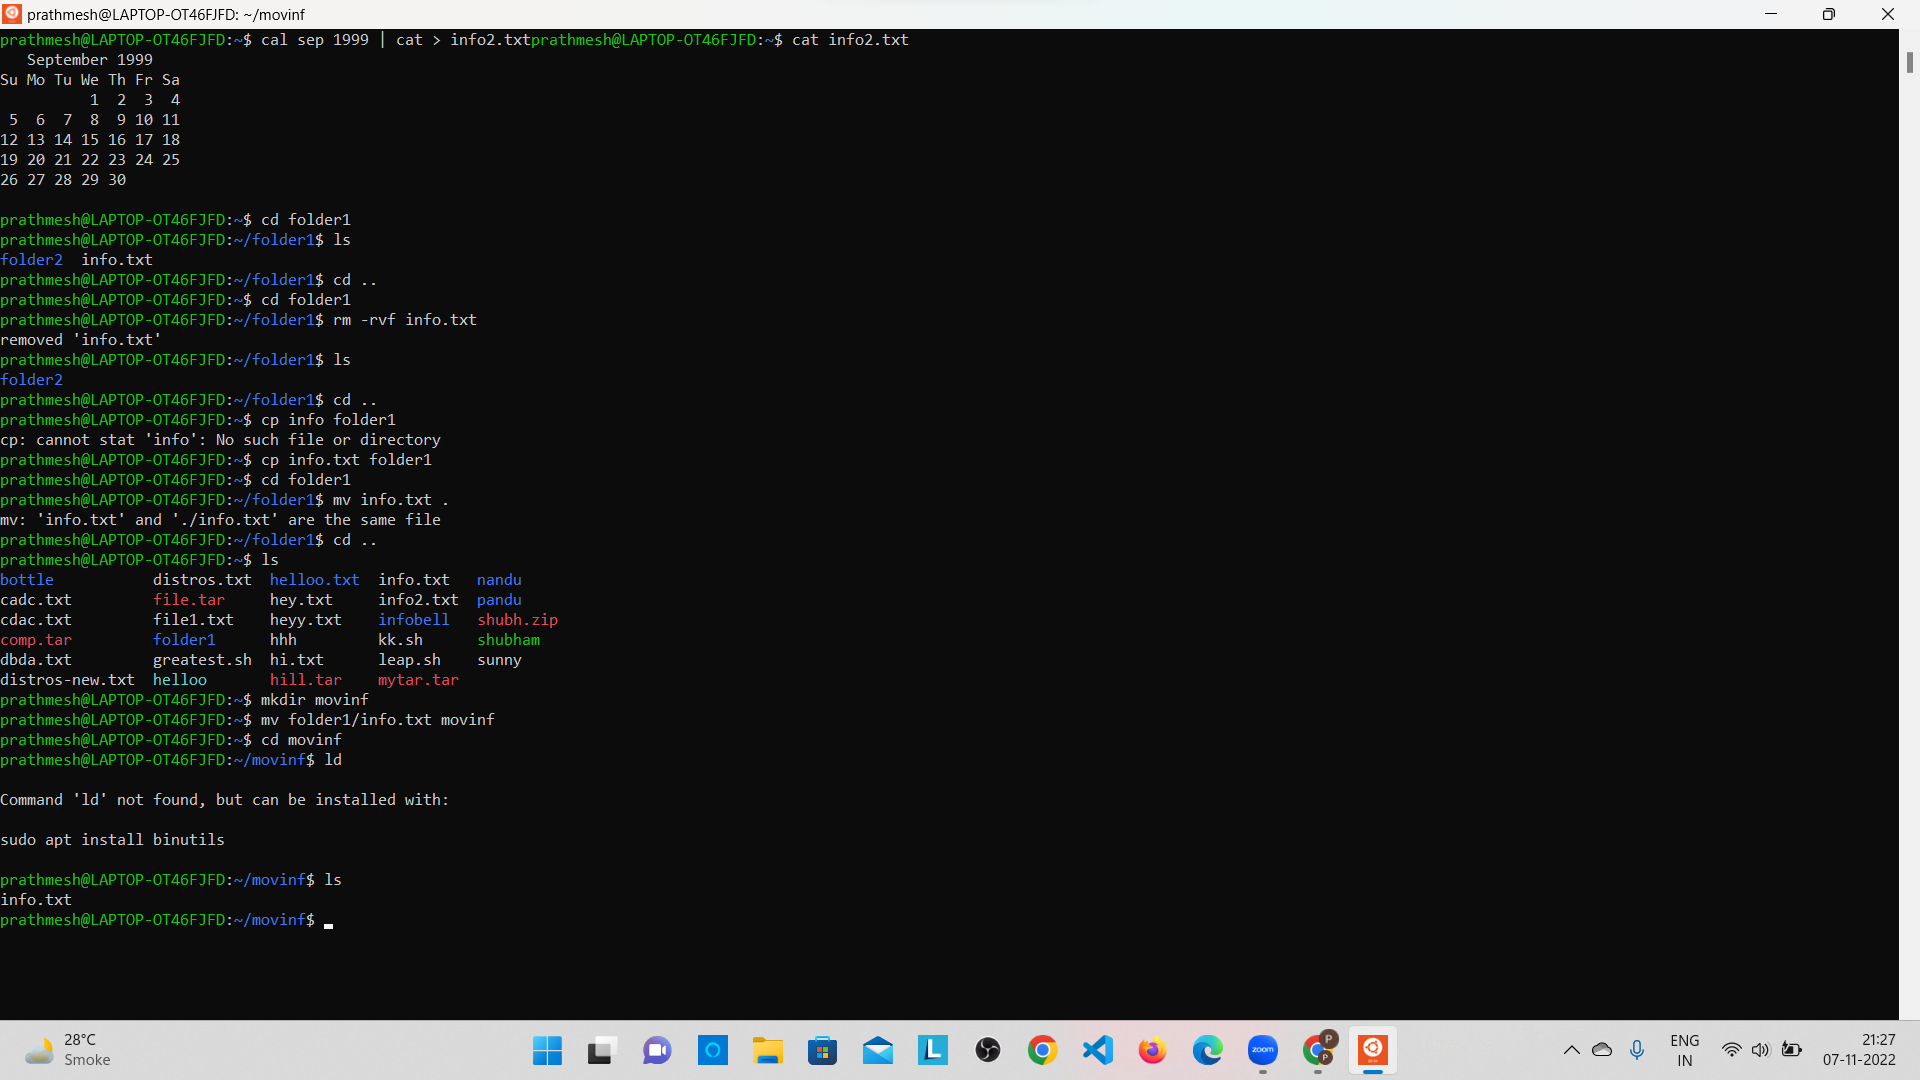 prathmesh@LAPTOP-OT46FJFD: ~/movinf
prathmesh@LAPTOP-OT46FJFD:~$ cal sep 1999 | cat > info2.txtprathmesh@LAPTOP-OT46FJFD:~$ cat info2.txt
   September 1999
Su Mo Tu We Th Fr Sa
          1  2  3  4
 5  6  7  8  9 10 11
12 13 14 15 16 17 18
19 20 21 22 23 24 25
26 27 28 29 30
prathmesh@LAPTOP-OT46FJFD:~$ cd folder1
prathmesh@LAPTOP-OT46FJFD:~/folder1$ ls
folder2  info.txt
prathmesh@LAPTOP-OT46FJFD:~/folder1$ cd ..
prathmesh@LAPTOP-OT46FJFD:~$ cd folder1
prathmesh@LAPTOP-OT46FJFD:~/folder1$ rm -rvf info.txt
removed 'info.txt'
prathmesh@LAPTOP-OT46FJFD:~/folder1$ ls
folder2
prathmesh@LAPTOP-OT46FJFD:~/folder1$ cd ..
prathmesh@LAPTOP-OT46FJFD:~$ cp info folder1
cp: cannot stat 'info': No such file or directory
prathmesh@LAPTOP-OT46FJFD:~$ cp info.txt folder1
prathmesh@LAPTOP-OT46FJFD:~$ cd folder1
prathmesh@LAPTOP-OT46FJFD:~/folder1$ mv info.txt .
mv: 'info.txt' and './info.txt' are the same file
prathmesh@LAPTOP-OT46FJFD:~/folder1$ cd ..
prathmesh@LAPTOP-OT46FJFD:~$ ls
bottle           distros.txt  helloo.txt  info.txt   nandu
cadc.txt         file.tar     hey.txt     info2.txt  pandu
cdac.txt         file1.txt    heyy.txt    infobell   shubh.zip
comp.tar         folder1      hhh         kk.sh      shubham
dbda.txt         greatest.sh  hi.txt      leap.sh    sunny
distros-new.txt  helloo       hill.tar    mytar.tar
prathmesh@LAPTOP-OT46FJFD:~$ mkdir movinf
prathmesh@LAPTOP-OT46FJFD:~$ mv folder1/info.txt movinf
prathmesh@LAPTOP-OT46FJFD:~$ cd movinf
prathmesh@LAPTOP-OT46FJFD:~/movinf$ ld
Command 'ld' not found, but can be installed with:
sudo apt install binutils
prathmesh@LAPTOP-OT46FJFD:~/movinf$ ls
info.txt
prathmesh@LAPTOP-OT46FJFD:~/movinf$
28°C
Smoke
L
zoom
P
P
ENG
IN
21:27
07-11-2022